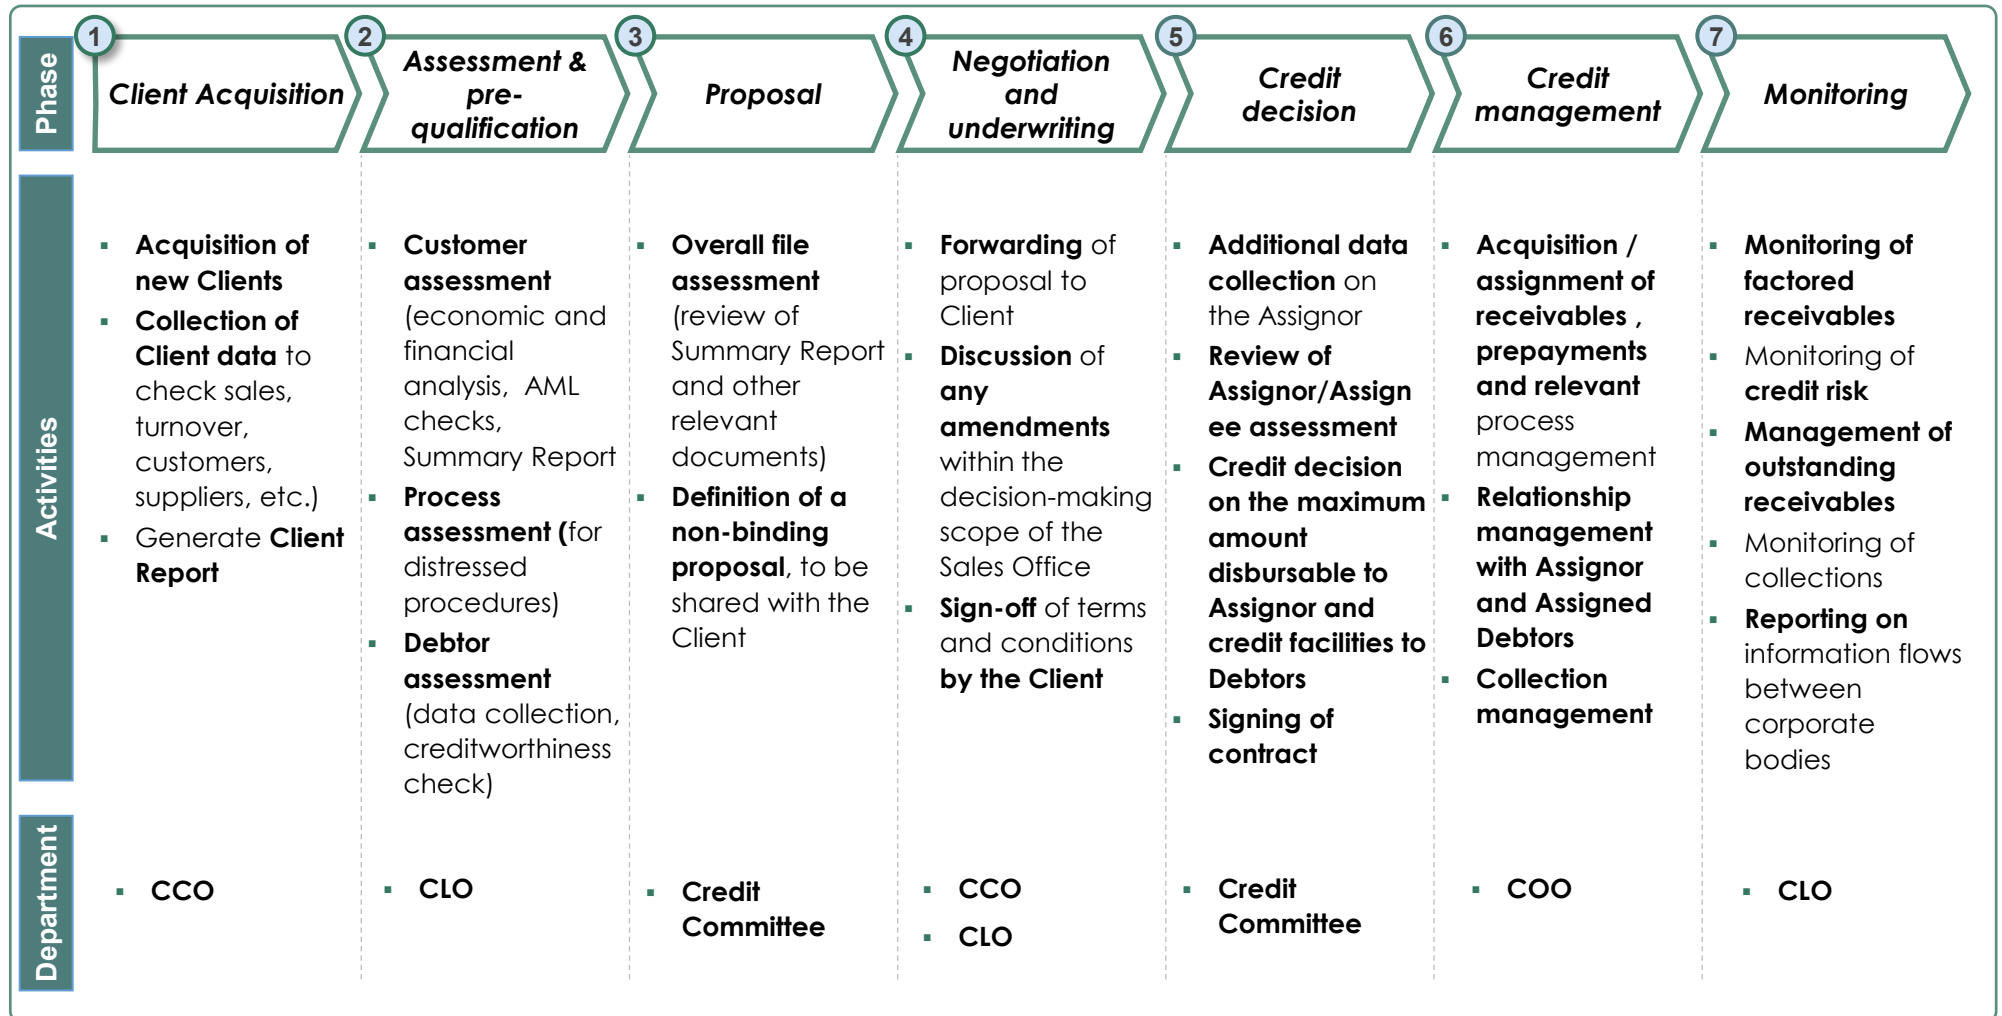 Phase
1
Client Acquisition
2
Assessment &
pre-
qualification
3
Proposal
4
Negotiation
and
underwriting
5
Credit
decision
6
Credit
management
7
Monitoring
Activities
▪ Acquisition of
new Clients
▪ Collection of
Client data to
check sales,
turnover,
customers,
suppliers, etc.)
▪ Generate Client
Report
▪ Customer
assessment
(economic and
financial
analysis, AML
checks,
Summary Report
▪ Process
assessment (for
distressed
procedures)
▪ Debtor
assessment
(data collection,
creditworthiness
check)
▪ Overall file
assessment
(review of
Summary Report
and other
relevant
documents)
▪ Definition of a
non-binding
proposal, to be
shared with the
Client
▪ Forwarding of
proposal to
Client
▪ Discussion of
any
amendments
within the
decision-making
scope of the
Sales Office
▪ Sign-off of terms
and conditions
by the Client
▪ Additional data
collection on
the Assignor
▪ Review of
Assignor/Assign
ee assessment
▪ Credit decision
on the maximum
amount
disbursable to
Assignor and
credit facilities to
Debtors
▪ Signing of
contract
▪ Acquisition /
assignment of
receivables ,
prepayments
and relevant
process
management
▪ Relationship
management
with Assignor
and Assigned
Debtors
▪ Collection
management
▪ Monitoring of
factored
receivables
▪ Monitoring of
credit risk
▪ Management of
outstanding
receivables
▪ Monitoring of
collections
▪ Reporting on
information flows
between
corporate
bodies
Department
▪ CCO
▪ CLO
▪ Credit
Committee
▪ CCO
▪ CLO
▪ Credit
Committee
▪ COO
▪ CLO